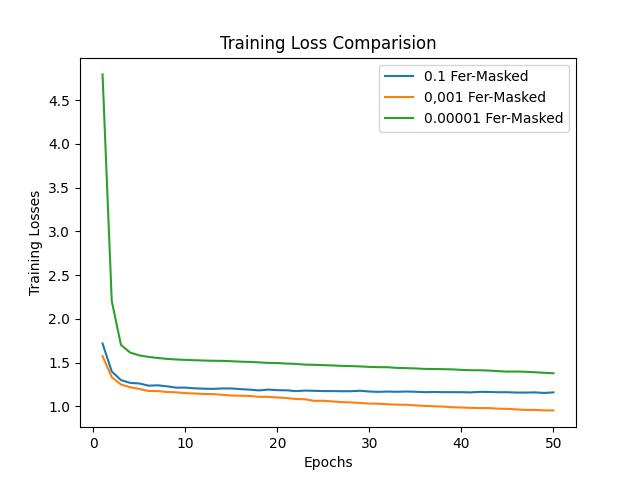 Training Loss Comparision
0.1 Fer-Masked
0,001 Fer-Masked
0.00001 Fer-Masked
Training Losses
4.5
4.0
3.5
3.0
2.5
2.0
1.5
1.0
0 10 20 30 40 50
Epochs